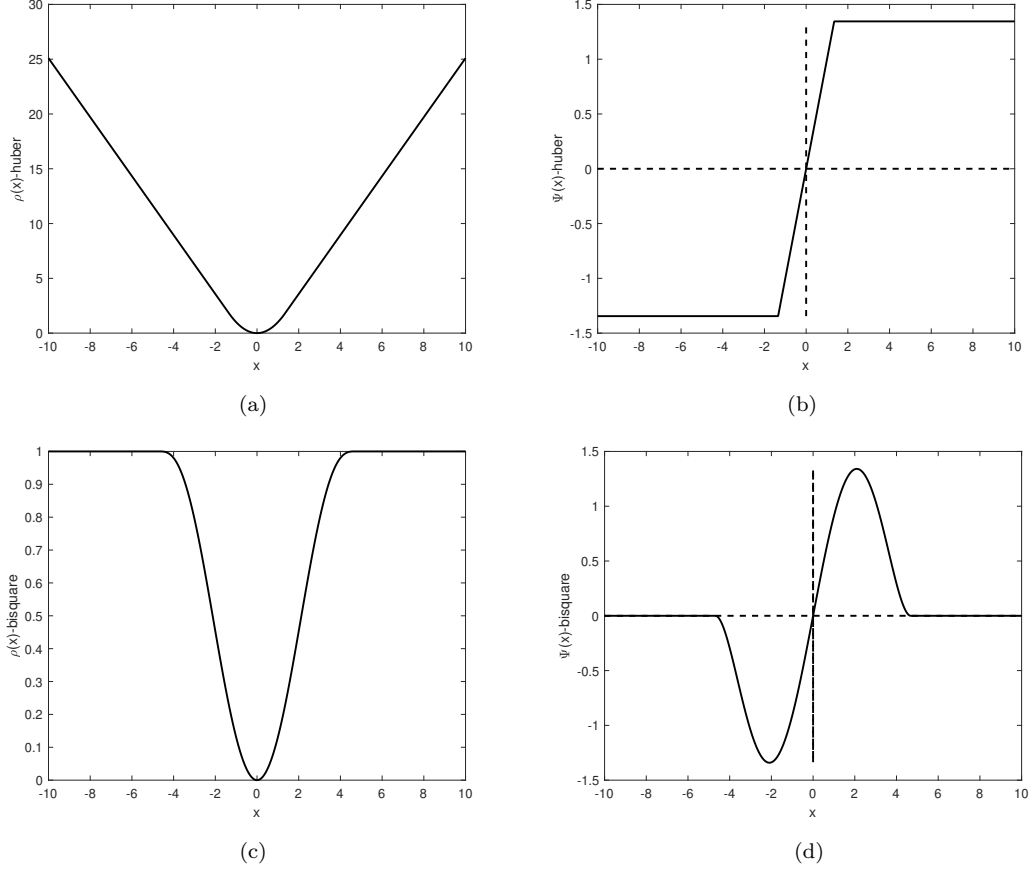 30
25
20
15
10
5
0
ρ(x)-huber
-10 -8 -6 -4 -2 0 2 4 6 8 10
x
(a)
1.5
1
0.5
0
-0.5
-1
-1.5
Ψ(x)-huber
-10 -8 -6 -4 -2 0 2 4 6 8 10
x
(b)
1
0.9
0.8
0.7
0.6
0.5
0.4
0.3
0.2
0.1
0
ρ(x)-bisquare
-10 -8 -6 -4 -2 0 2 4 6 8 10
x
(c)
1.5
1
0.5
0
-0.5
-1
-1.5
Ψ(x)-bisquare
-10 -8 -6 -4 -2 0 2 4 6 8 10
x
(d)